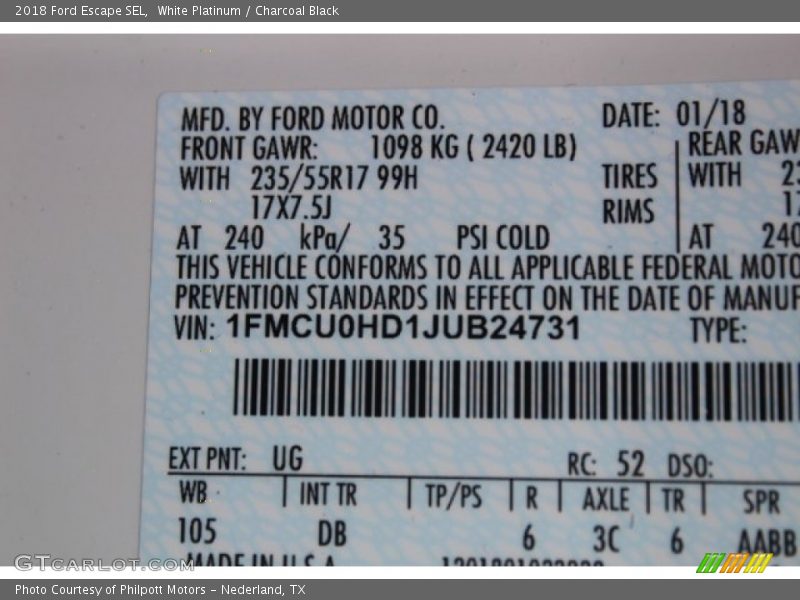 2018 Ford Escape SEL,  White Platinum / Charcoal Black
MFD. BY FORD MOTOR CO. DATE: 01/18
FRONT GAWR: 1098 KG ( 2420 LB) REAR GAW
WITH 235/55R17 99H TIRES WITH 23
17X7.5J RIMS 17
AT 240 kPa/ 35 PSI COLD AT 240
THIS VEHICLE CONFORMS TO ALL APPLICABLE FEDERAL MOTO
PREVENTION STANDARDS IN EFFECT ON THE DATE OF MANUF
VIN: 1FMCU0HD1JUB24731 TYPE:
EXT PNT: UG RC: 52 DSO:
WB INT TR TP/PS R AXLE TR SPR
105 DB 6 3C 6 AABB
MADE IN U.S.A.
GTCarLot.com
Photo Courtesy of Philpott Motors - Nederland, TX